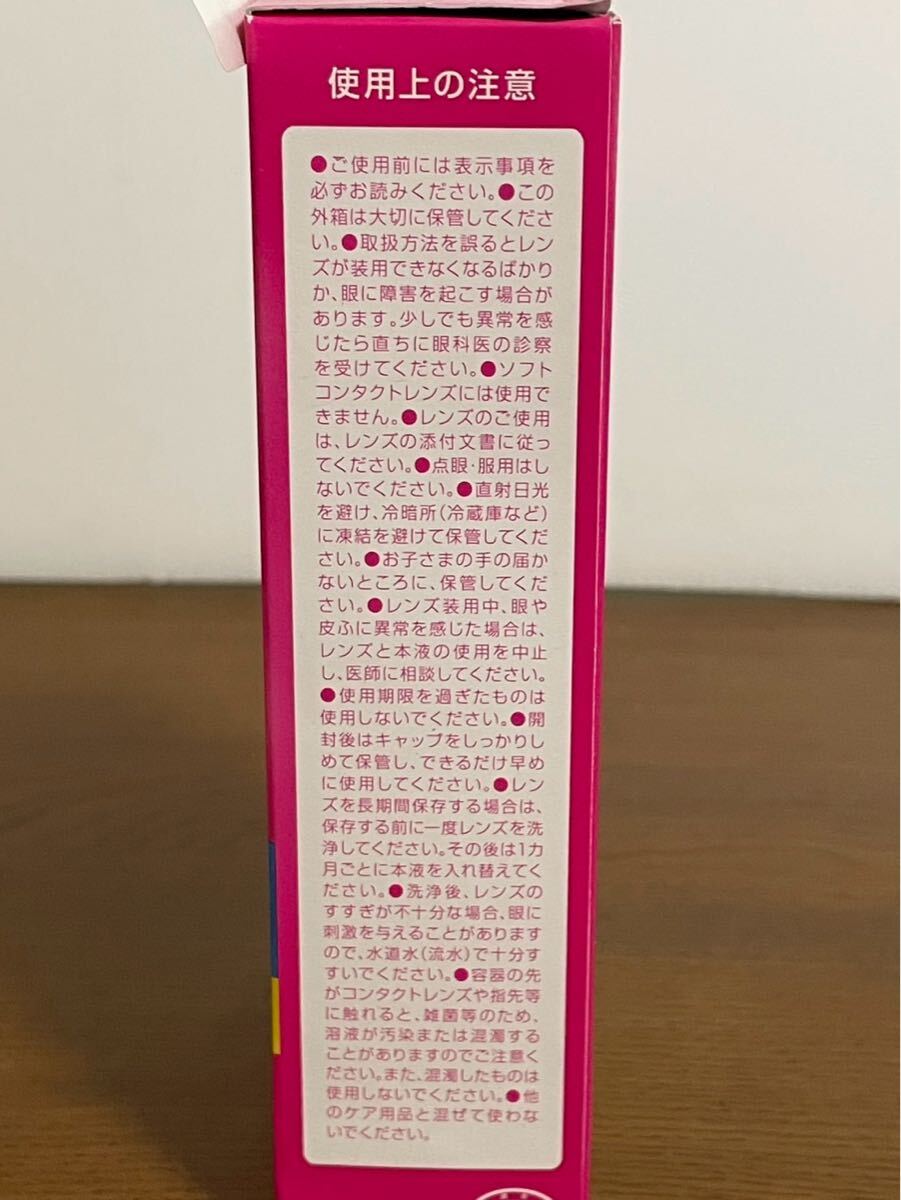 使用上の注意
●ご使用前には表示事項を
必ずお読みください。●この
外箱は大切に保管してくださ
い。●取扱方法を誤るとレン
ズが装用できなくなるばかり
か、眼に障害を起こす場合が
あります。少しでも異常を感
じたら直ちに眼科医の診察
を受けてください。●ソフト
コンタクトレンズには使用で
きません。●レンズのご使用
は、レンズの添付文書に従っ
てください。●点眼・服用はし
ないでください。●直射日光
を避け、冷暗所(冷蔵庫など)
に凍結を避けて保管してくだ
さい。●お子さまの手の届か
ないところに、保管してくだ
さい。●レンズ装用中、眼や
皮ふに異常を感じた場合は、
レンズと本液の使用を中止
し、医師に相談してください。
●使用期限を過ぎたものは
使用しないでください。●開
封後はキャップをしっかりし
めて保管し、できるだけ早め
に使用してください。●レン
ズを長期間保存する場合は、
保存する前に一度レンズを洗
浄してください。その後は1カ
月ごとに本液を入れ替えてく
ださい。●洗浄後、レンズの
すすぎが不十分な場合、眼に
刺激を与えることがあります
ので、水道水(流水)で十分す
すいでください。●容器の先
がコンタクトレンズや指先等
に触れると、雑菌等のため、
溶液が汚染または混濁する
ことがありますのでご注意く
ださい。また、混濁したものは
使用しないでください。●他
のケア用品と混ぜて使わな
いでください。